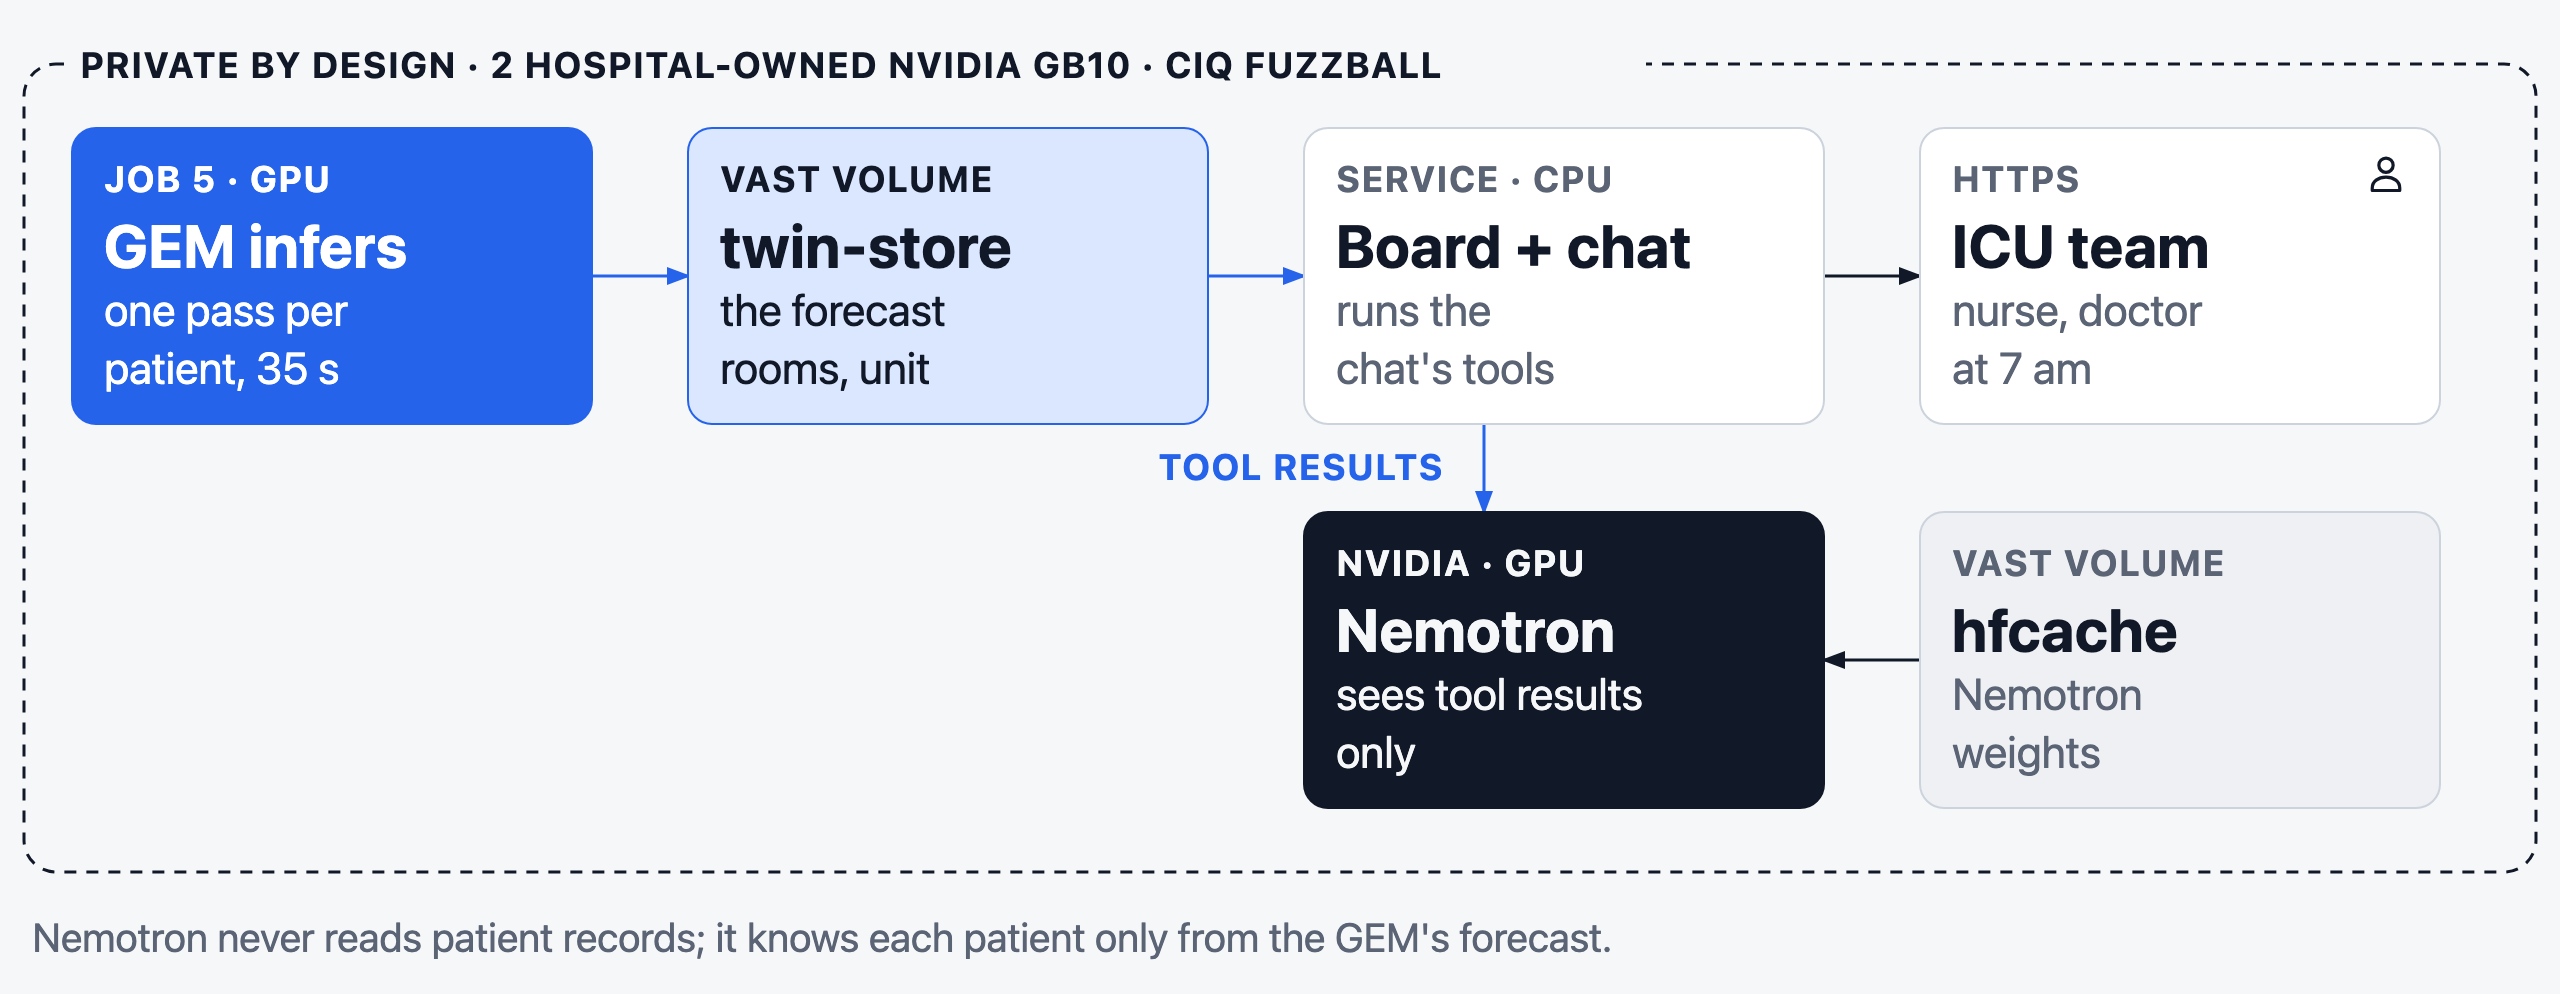 PRIVATE BY DESIGN · 2 HOSPITAL-OWNED NVIDIA GB10 · CIQ FUZZBALL
JOB 5 · GPU
GEM infers
one pass per
patient, 35 s
VAST VOLUME
twin-store
the forecast
rooms, unit
SERVICE · CPU
Board + chat
runs the
chat's tools
HTTPS
ICU team
nurse, doctor
at 7 am
TOOL RESULTS
NVIDIA · GPU
Nemotron
sees tool results
only
VAST VOLUME
hfcache
Nemotron
weights
Nemotron never reads patient records; it knows each patient only from the GEM's forecast.